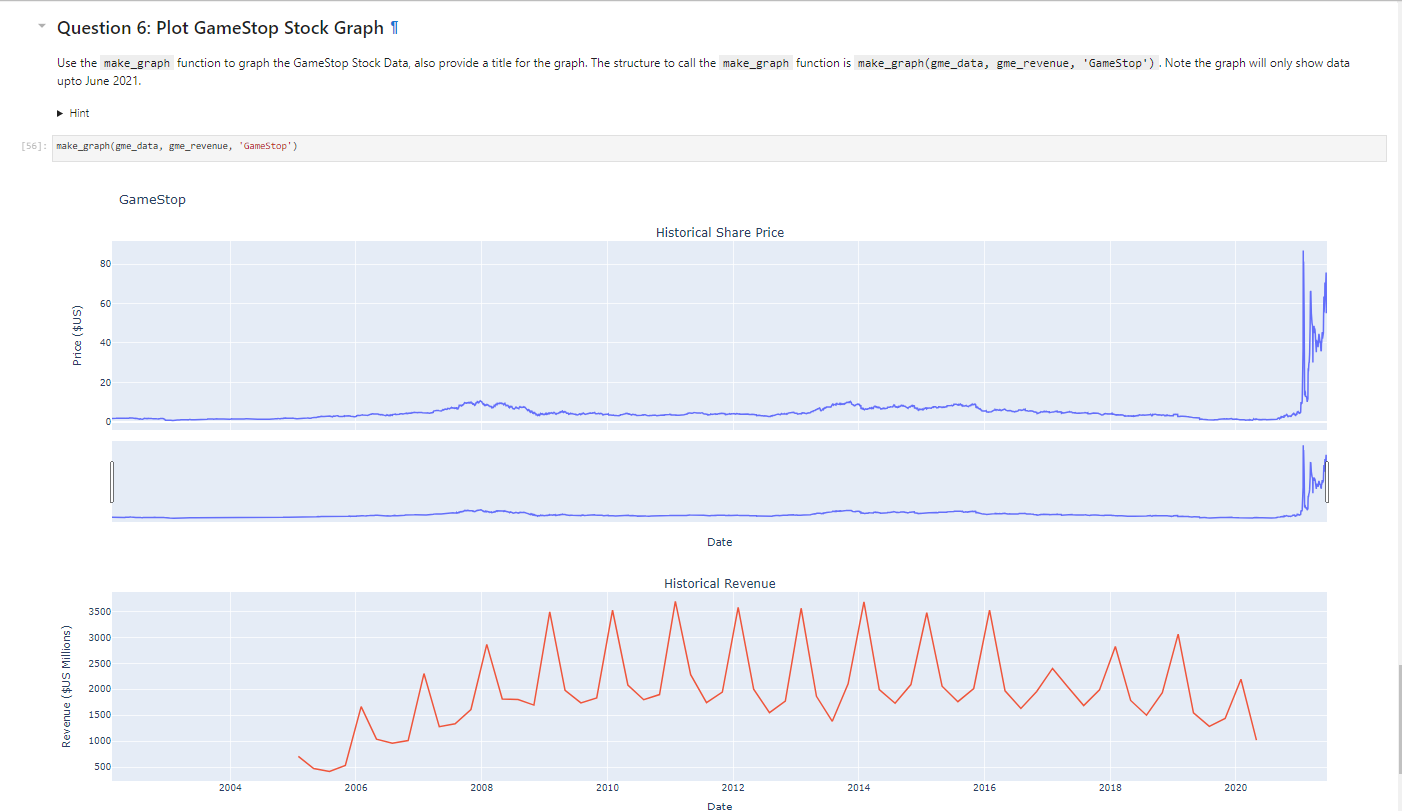 Question 6: Plot GameStop Stock Graph ¶
Use the make_graph function to graph the GameStop Stock Data, also provide a title for the graph. The structure to call the make_graph function is make_graph(gme_data, gme_revenue, 'GameStop') . Note the graph will only show data
upto June 2021.
Hint
[56]: make_graph(gme_data, gme_revenue, 'GameStop')
GameStop
Historical Share Price
Price ($US)
80
60
40
20
0
Date
Historical Revenue
Revenue ($US Millions)
3500
3000
2500
2000
1500
1000
500
2004 2006 2008 2010 2012 2014 2016 2018 2020
Date